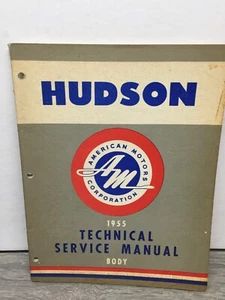 HUDSON
AMERICAN MOTORS
AM
CORPORATION
1955
TECHNICAL
SERVICE MANUAL
BODY